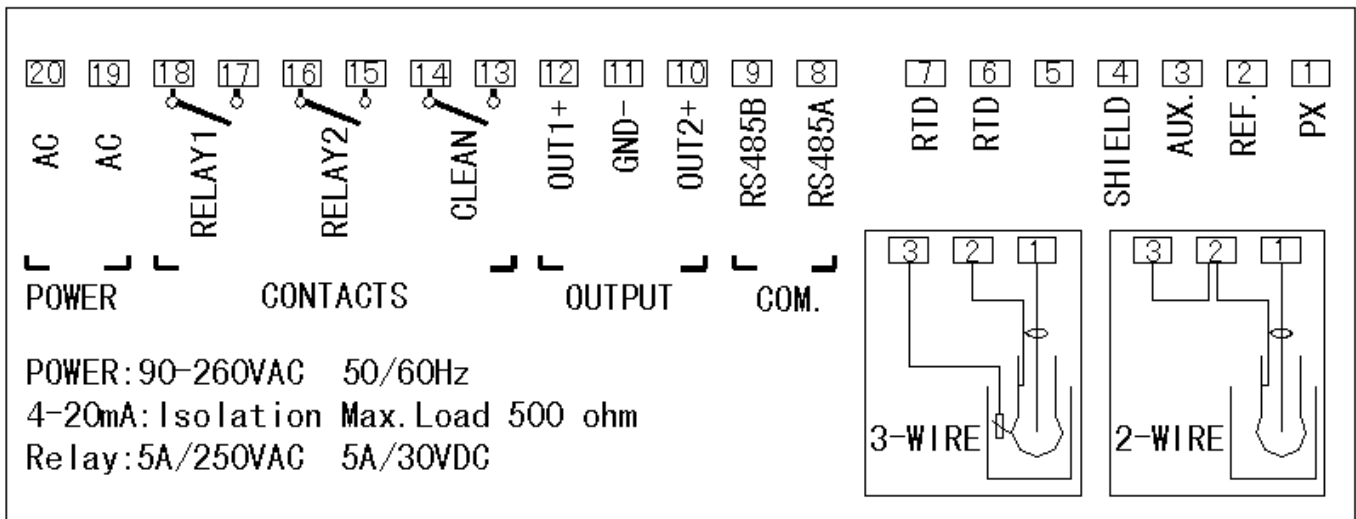 20 19 18 17 16 15 14 13 12 11 10 9 8 7 6 5 4 3 2 1
AC AC RELAY1 RELAY2 CLEAN OUT1+ GND- OUT2+ RS485B RS485A RTD RTD SHIELD AUX. REF. PX
POWER CONTACTS OUTPUT COM.
3 2 1
3-WIRE
3 2 1
2-WIRE
POWER:90-260VAC 50/60Hz
4-20mA:Isolation Max.Load 500 ohm
Relay:5A/250VAC 5A/30VDC